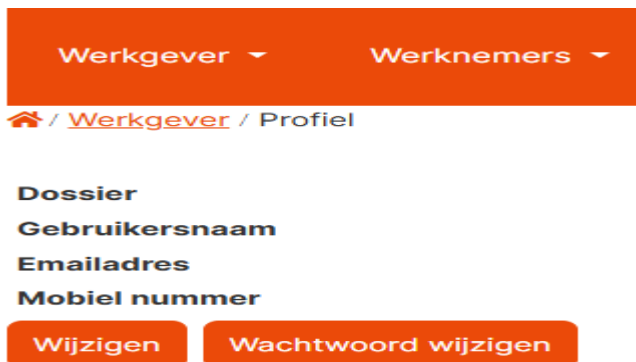 Werkgever Werknemers
/ Werkgever / Profiel
Dossier
Gebruikersnaam
Emailadres
Mobiel nummer
Wijzigen Wachtwoord wijzigen